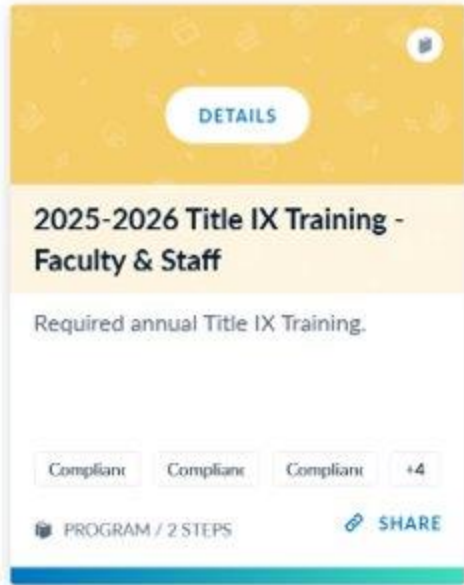 DETAILS
2025-2026 Title IX Training -
Faculty & Staff
Required annual Title IX Training.
Complianc Complianc Complianc +4
PROGRAM / 2 STEPS SHARE